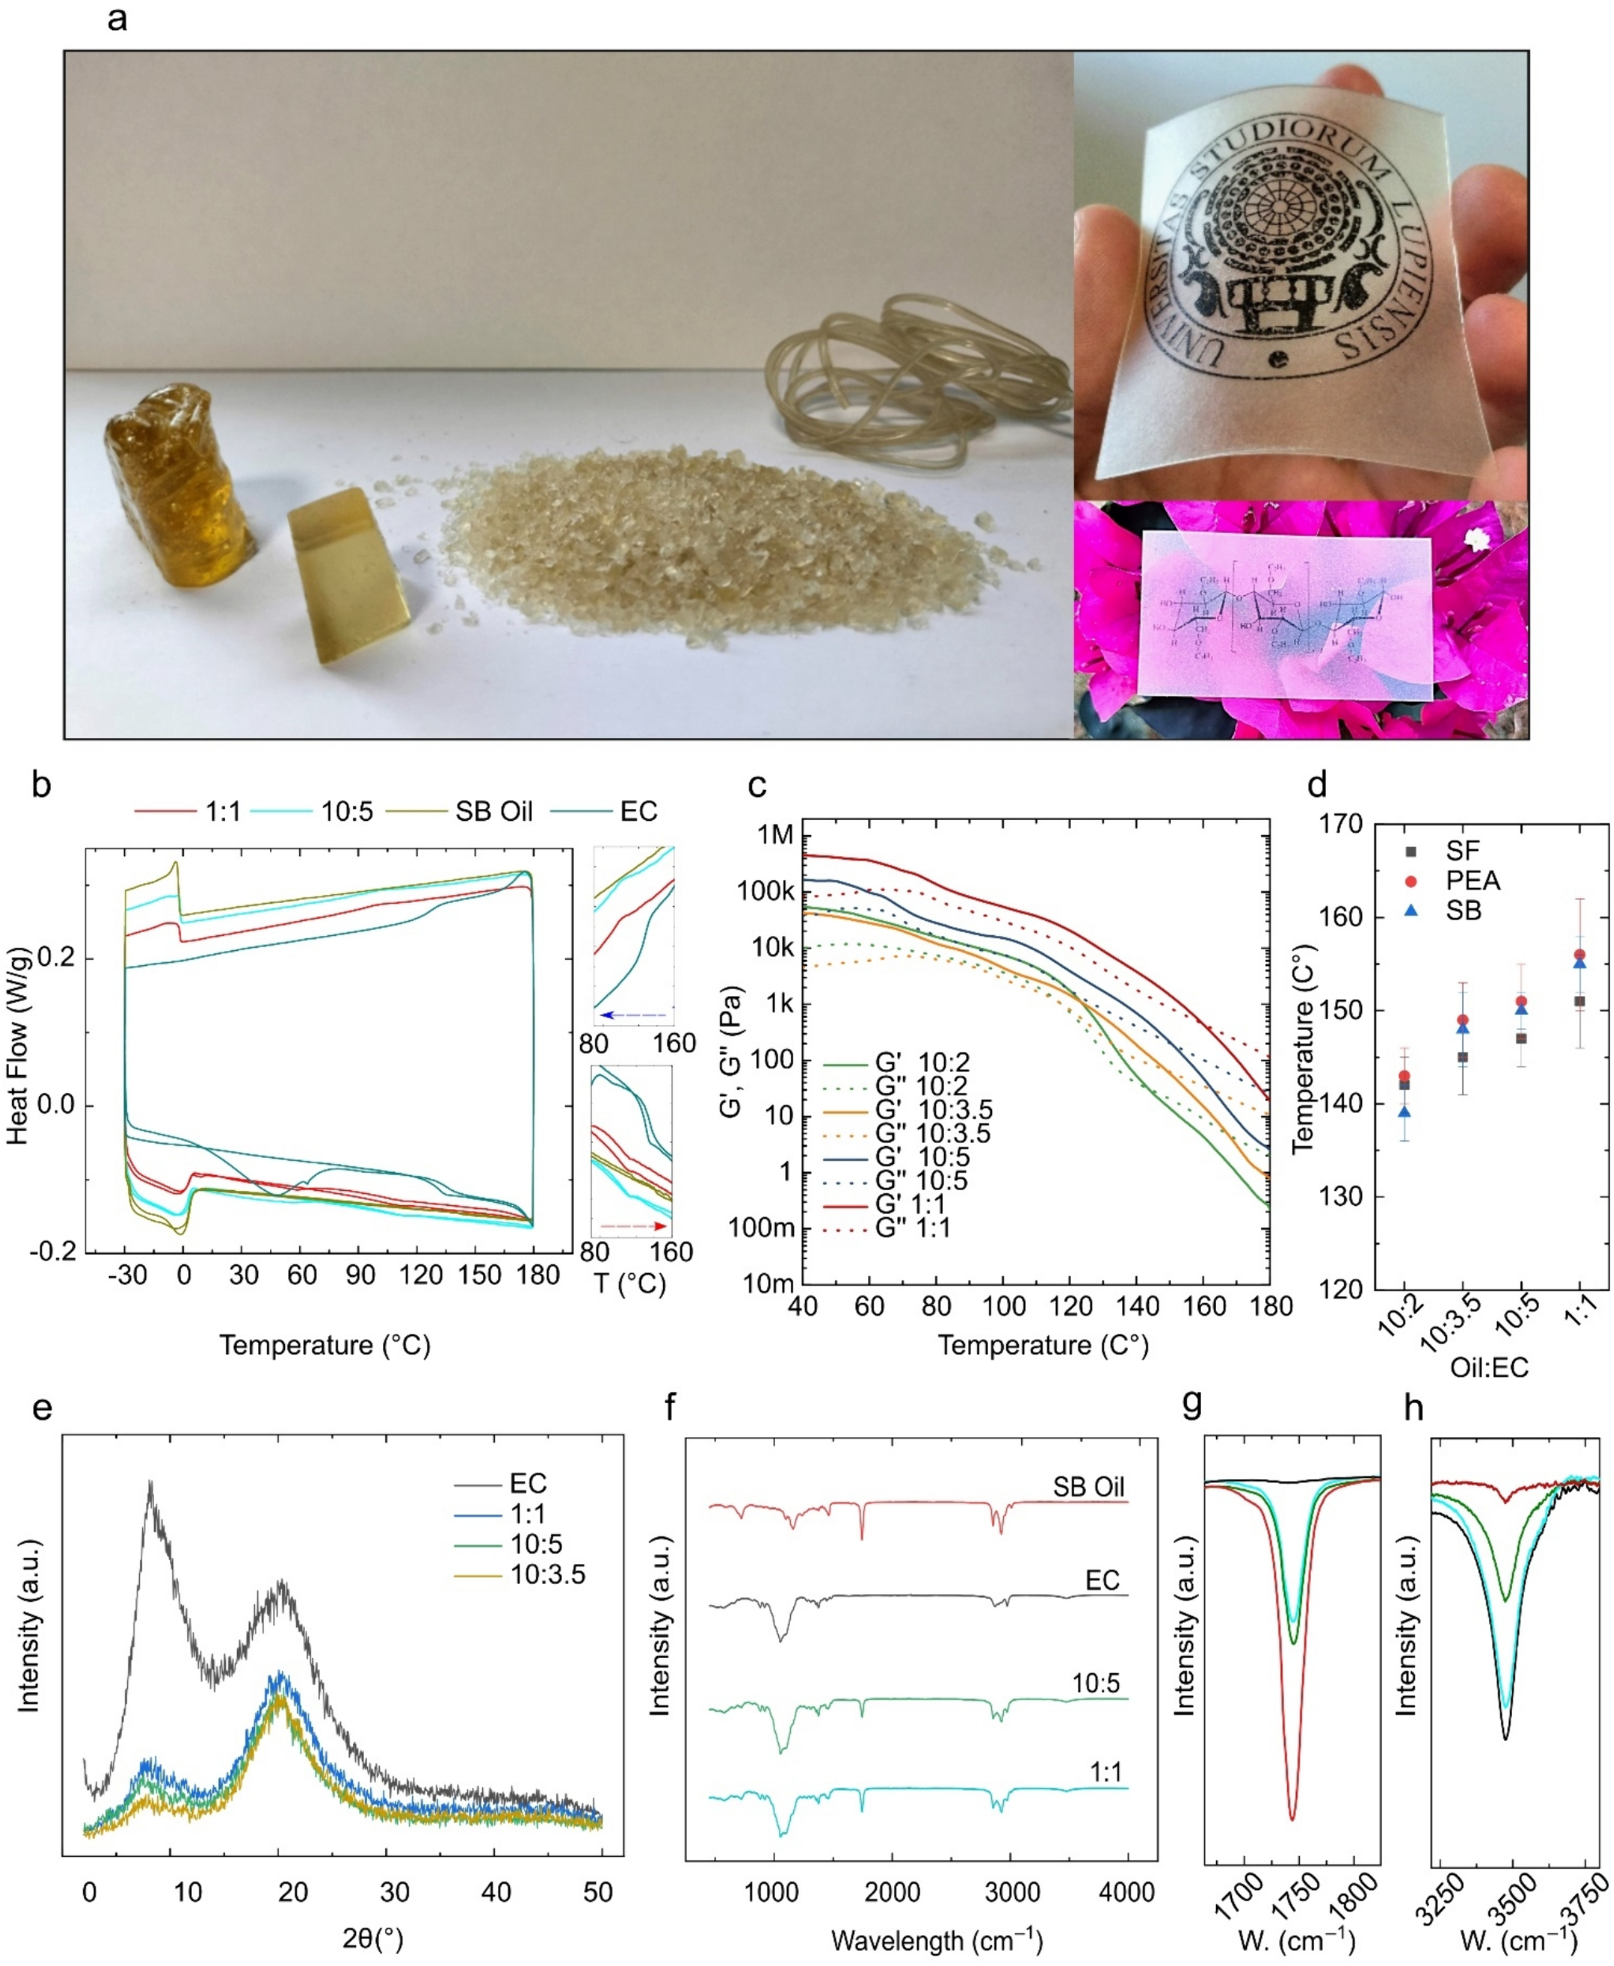 a
UNIVERSITAS STUDIORUM LUPIENSIS
b
1:1
10:5
SB Oil
EC
Heat Flow (W/g)
0.2
0.0
-0.2
-30
0
30
60
90
120
150
180
Temperature (°C)
80
160
80
160
T (°C)
c
G', G'' (Pa)
1M
100k
10k
1k
100
10
1
100m
10m
G' 10:2
G'' 10:2
G' 10:3.5
G'' 10:3.5
G' 10:5
G'' 10:5
G' 1:1
G'' 1:1
40
60
80
100
120
140
160
180
Temperature (C°)
d
Temperature (C°)
170
160
150
140
130
120
SF
PEA
SB
10:2
10:3.5
10:5
1:1
Oil:EC
e
Intensity (a.u.)
EC
1:1
10:5
10:3.5
0
10
20
30
40
50
2θ(°)
f
Intensity (a.u.)
SB Oil
EC
10:5
1:1
1000
2000
3000
4000
Wavelength (cm⁻¹)
g
Intensity (a.u.)
1700
1750
1800
W. (cm⁻¹)
h
Intensity (a.u.)
3250
3500
3750
W. (cm⁻¹)